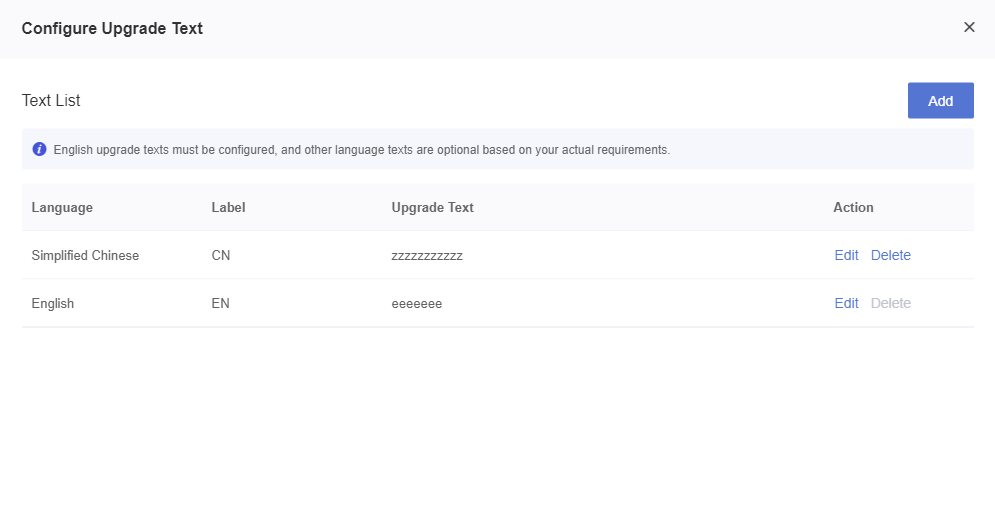 Configure Upgrade Text
Text List
Add
English upgrade texts must be configured, and other language texts are optional based on your actual requirements.
Language Label Upgrade Text Action
Simplified Chinese CN zzzzzzzzzzz Edit Delete
English EN eeeeeee Edit Delete